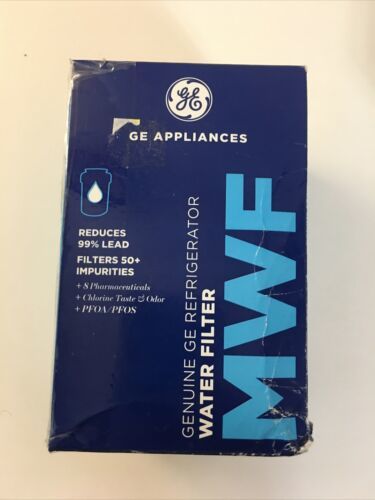 GE
GE APPLIANCES
REDUCES
99% LEAD
FILTERS 50+
IMPURITIES
+ 8 Pharmaceuticals
+ Chlorine Taste & Odor
+ PFOA/PFOS
GENUINE GE REFRIGERATOR
WATER FILTER
MWF